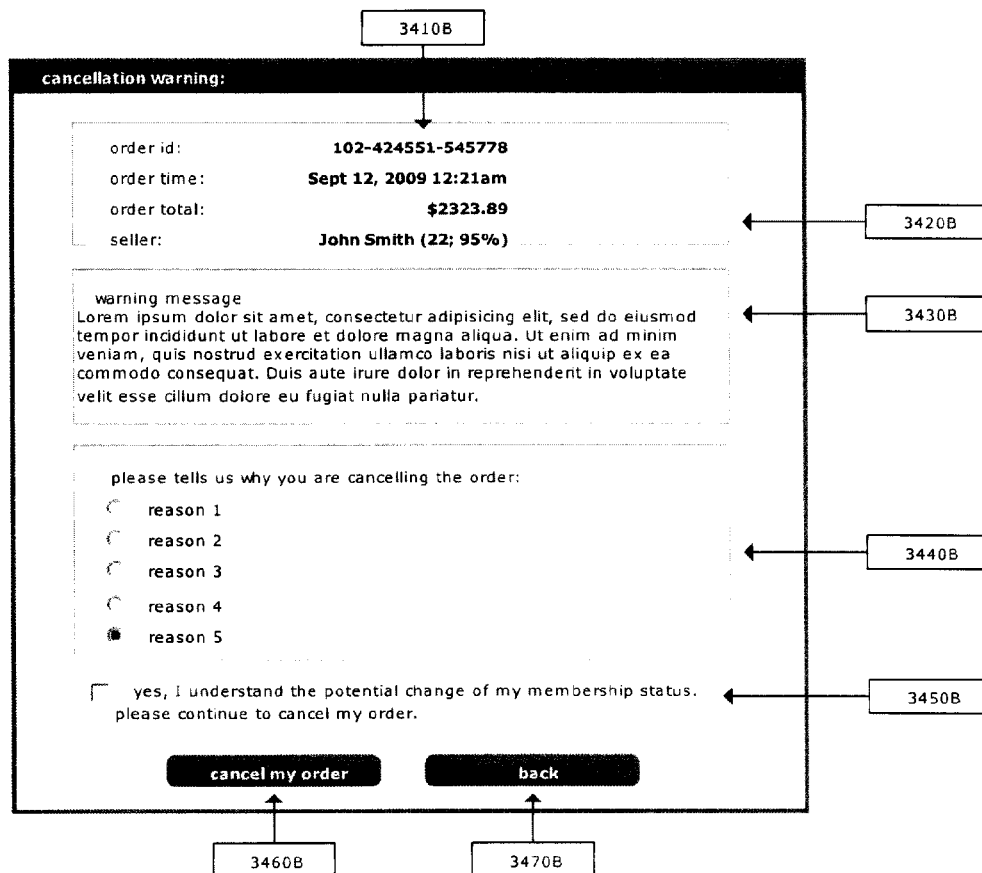 3410B
cancellation warning:
order id: 102-424551-545778
order time: Sept 12, 2009 12:21am
order total: $2323.89
3420B
seller: John Smith (22; 95%)
warning message
3430B
Lorem ipsum dolor sit amet, consectetur adipisicing elit, sed do eiusmod
tempor incididunt ut labore et dolore magna aliqua. Ut enim ad minim
veniam, quis nostrud exercitation ullamco laboris nisi ut aliquip ex ea
commodo consequat. Duis aute irure dolor in reprehenderit in voluptate
velit esse cillum dolore eu fugiat nulla pariatur.
please tells us why you are cancelling the order:
reason 1
reason 2
3440B
reason 3
reason 4
reason 5
yes, I understand the potential change of my membership status.
3450B
please continue to cancel my order.
cancel my order back
3460B 3470B